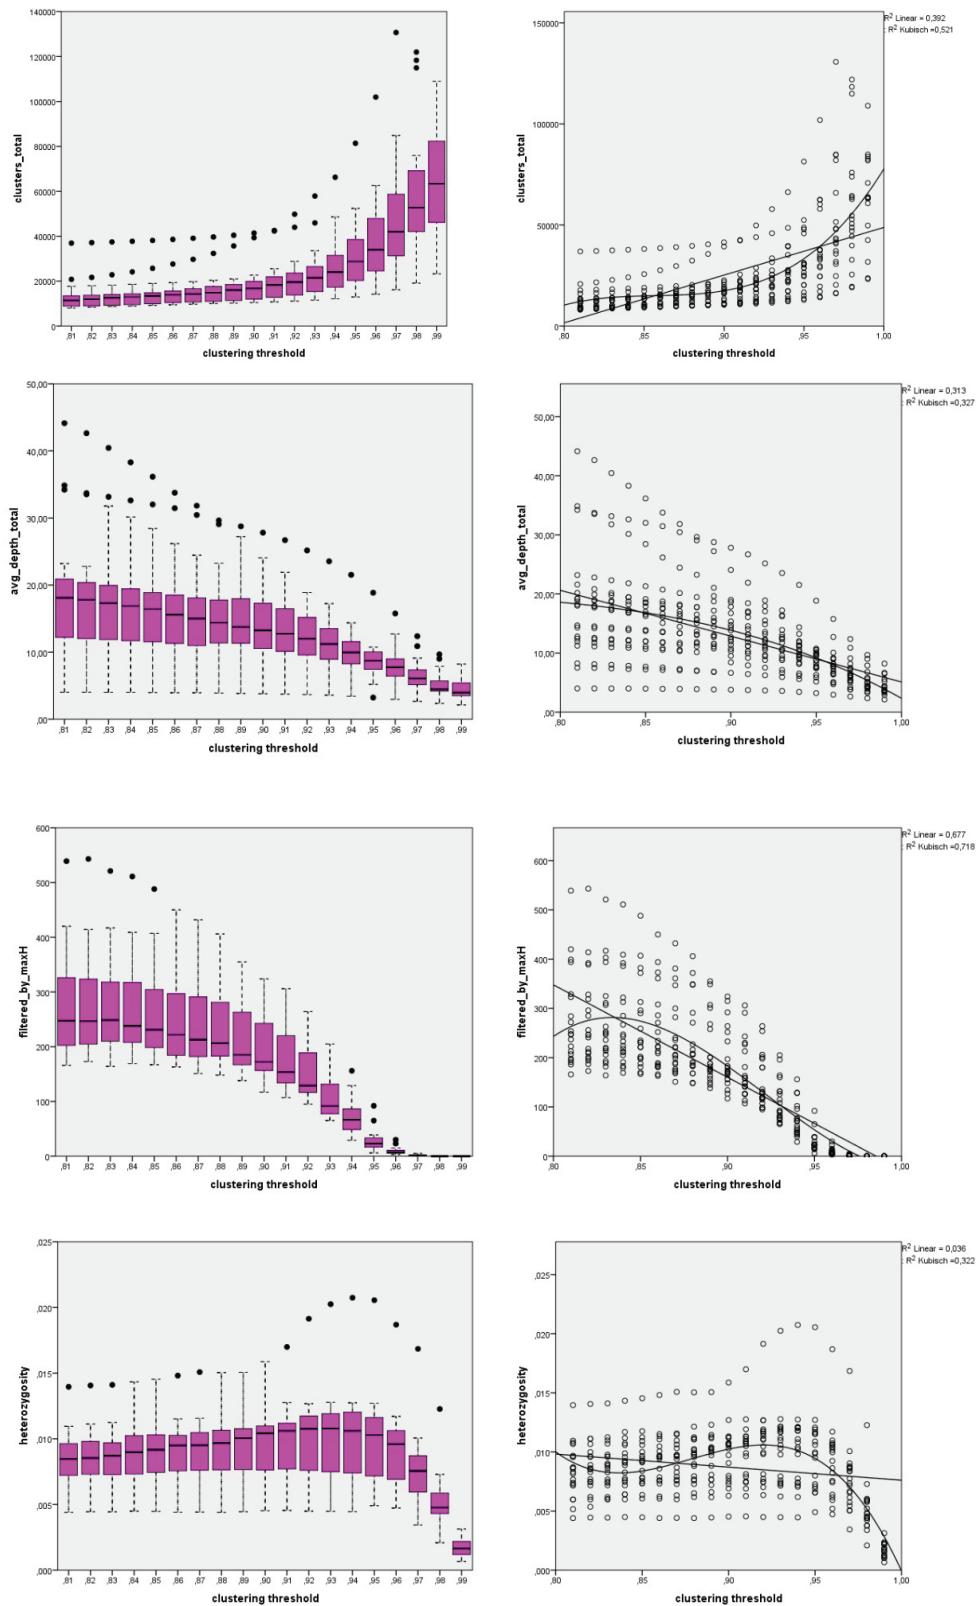 140000
120000
100000
80000
60000
40000
20000
0
clusters_total
,81 ,82 ,83 ,84 ,85 ,86 ,87 ,88 ,89 ,90 ,91 ,92 ,93 ,94 ,95 ,96 ,97 ,98 ,99
clustering threshold
R² Linear = 0,392
: R² Kubisch =0,521
150000
100000
50000
0
clusters_total
,80 ,85 ,90 ,95 1,00
clustering threshold
50,00
40,00
30,00
20,00
10,00
,00
avg_depth_total
,81 ,82 ,83 ,84 ,85 ,86 ,87 ,88 ,89 ,90 ,91 ,92 ,93 ,94 ,95 ,96 ,97 ,98 ,99
clustering threshold
R² Linear = 0,313
: R² Kubisch =0,327
50,00
40,00
30,00
20,00
10,00
,00
avg_depth_total
,80 ,85 ,90 ,95 1,00
clustering threshold
600
500
400
300
200
100
0
filtered_by_maxH
,81 ,82 ,83 ,84 ,85 ,86 ,87 ,88 ,89 ,90 ,91 ,92 ,93 ,94 ,95 ,96 ,97 ,98 ,99
clustering threshold
R² Linear = 0,677
: R² Kubisch =0,718
600
500
400
300
200
100
0
filtered_by_maxH
,80 ,85 ,90 ,95 1,00
clustering threshold
,025
,020
,015
,010
,005
,000
heterozygosity
,81 ,82 ,83 ,84 ,85 ,86 ,87 ,88 ,89 ,90 ,91 ,92 ,93 ,94 ,95 ,96 ,97 ,98 ,99
clustering threshold
R² Linear = 0,036
: R² Kubisch =0,322
,025
,020
,015
,010
,005
,000
heterozygosity
,80 ,85 ,90 ,95 1,00
clustering threshold